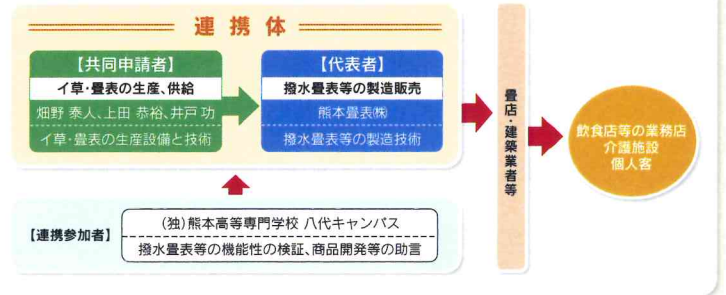 連携体
【共同申請者】
イ草・畳表の生産、供給
畑野 泰人、上田 恭裕、井戸 功
イ草・畳表の生産設備と技術
【代表者】
撥水畳表等の製造販売
熊本畳表㈱
撥水畳表等の製造技術
【連携参加者】
(独)熊本高等専門学校 八代キャンパス
撥水畳表等の機能性の検証、商品開発等の助言
畳店・建築業者等
飲食店等の業務店
介護施設
個人客